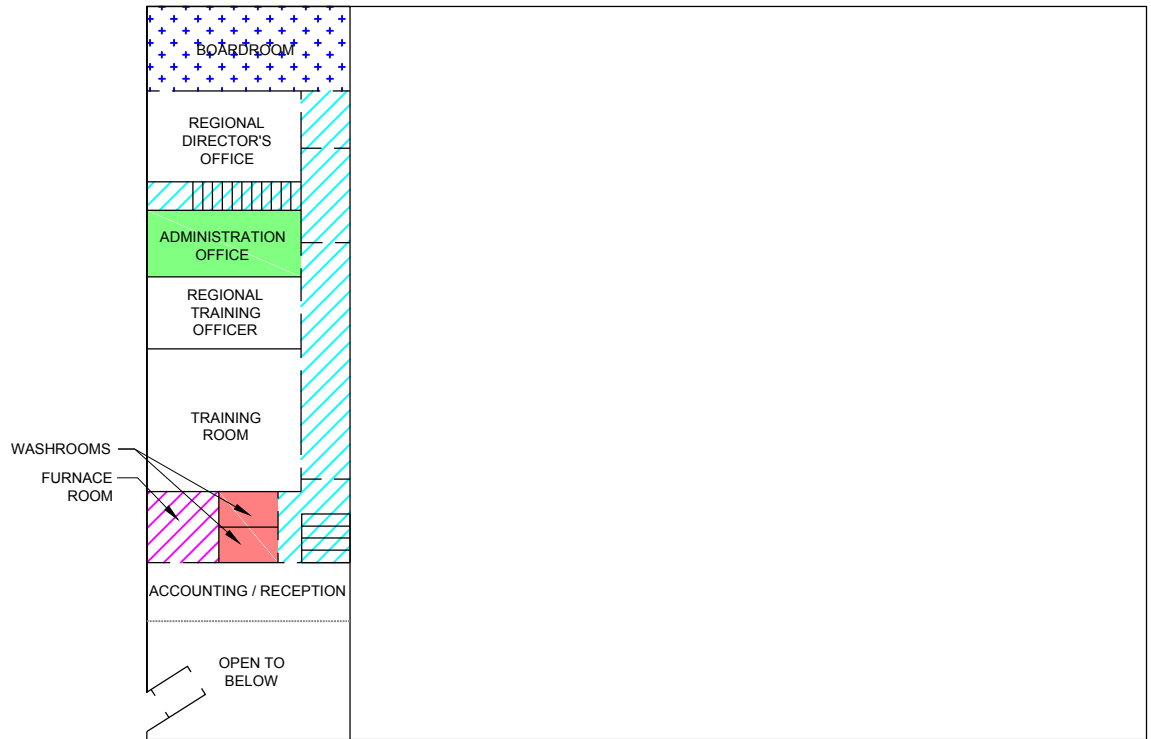 BOARDROOM
REGIONAL
DIRECTOR'S
OFFICE
ADMINISTRATION
OFFICE
REGIONAL
TRAINING
OFFICER
TRAINING
ROOM
WASHROOMS
FURNACE
ROOM
ACCOUNTING / RECEPTION
OPEN TO
BELOW